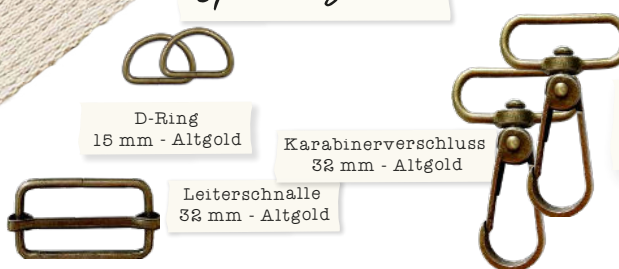 D-Ring
15 mm - Altgold
Karabinerverschluss
32 mm - Altgold
Leiterschnalle
32 mm - Altgold